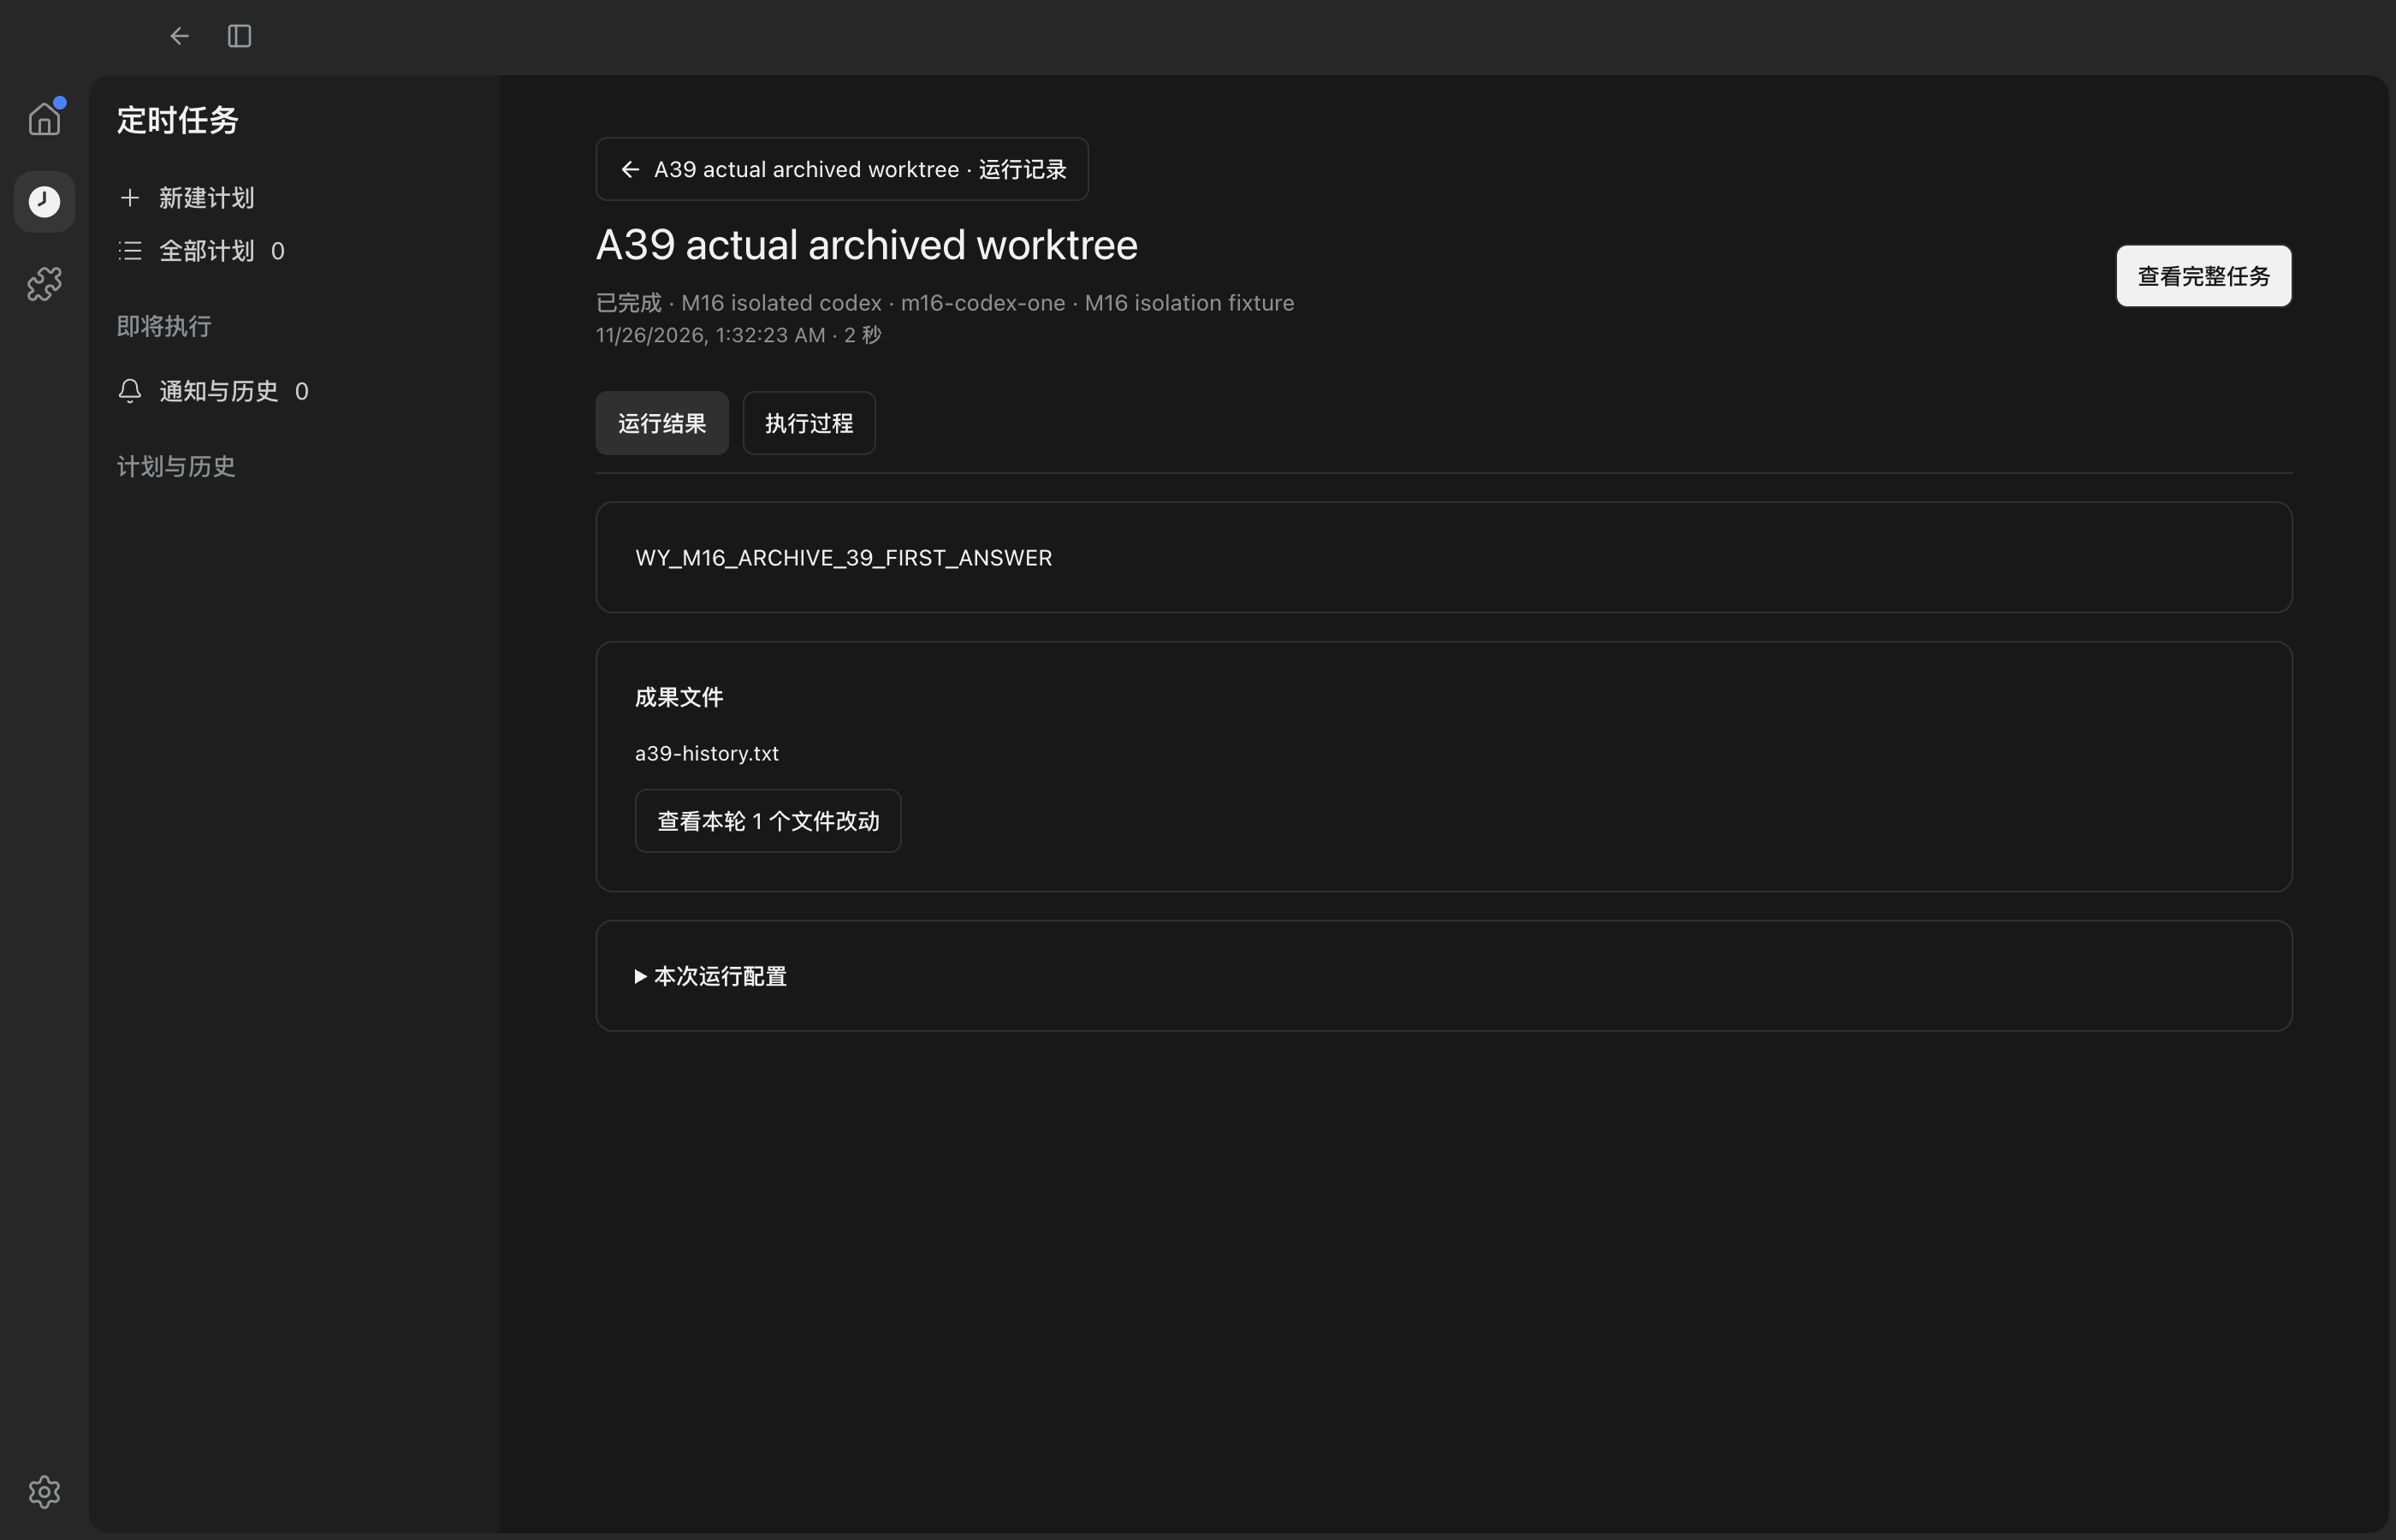 定时任务
新建计划
全部计划 0
即将执行
通知与历史 0
计划与历史
A39 actual archived worktree · 运行记录
A39 actual archived worktree
查看完整任务
已完成 · M16 isolated codex · m16-codex-one · M16 isolation fixture
11/26/2026, 1:32:23 AM · 2 秒
运行结果
执行过程
WY_M16_ARCHIVE_39_FIRST_ANSWER
成果文件
a39-history.txt
查看本轮 1 个文件改动
本次运行配置